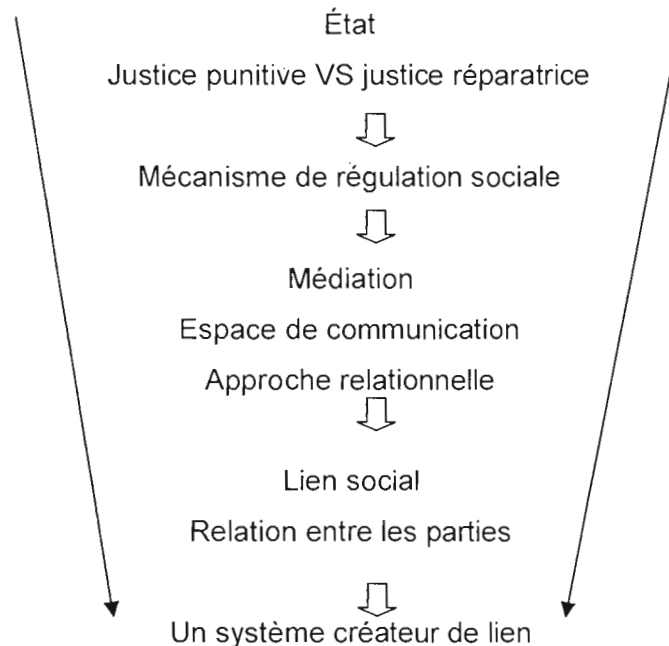 État
Justice punitive VS justice réparatrice
Mécanisme de régulation sociale
Médiation
Espace de communication
Approche relationnelle
Lien social
Relation entre les parties
Un système créateur de lien